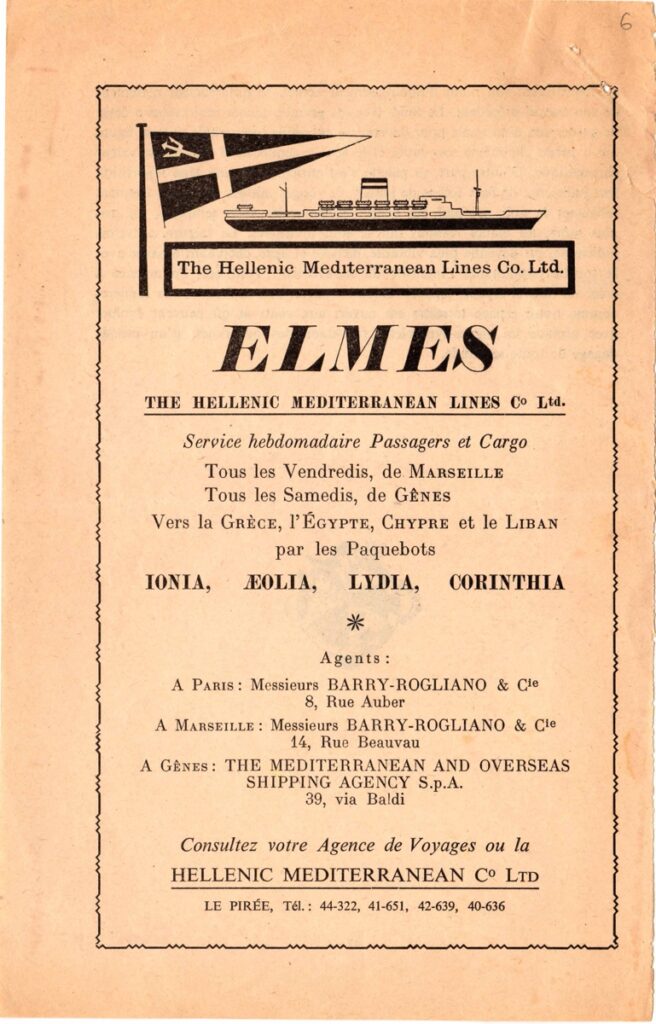 6
The Hellenic Mediterranean Lines Co. Ltd.
ELMES
THE HELLENIC MEDITERRANEAN LINES Cº Ltd.
Service hebdomadaire Passagers et Cargo
Tous les Vendredis, de MARSEILLE
Tous les Samedis, de GÊNES
Vers la GRÈCE, l'ÉGYPTE, CHYPRE et le LIBAN
par les Paquebots
IONIA, ÆOLIA, LYDIA, CORINTHIA
Agents :
A PARIS : Messieurs BARRY-ROGLIANO & Cie
8, Rue Auber
A MARSEILLE : Messieurs BARRY-ROGLIANO & Cie
14, Rue Beauvau
A GÊNES : THE MEDITERRANEAN AND OVERSEAS
SHIPPING AGENCY S.p.A.
39, via Baldi
Consultez votre Agence de Voyages ou la
HELLENIC MEDITERRANEAN Cº LTD
LE PIRÉE, Tél. : 44-322, 41-651, 42-639, 40-636